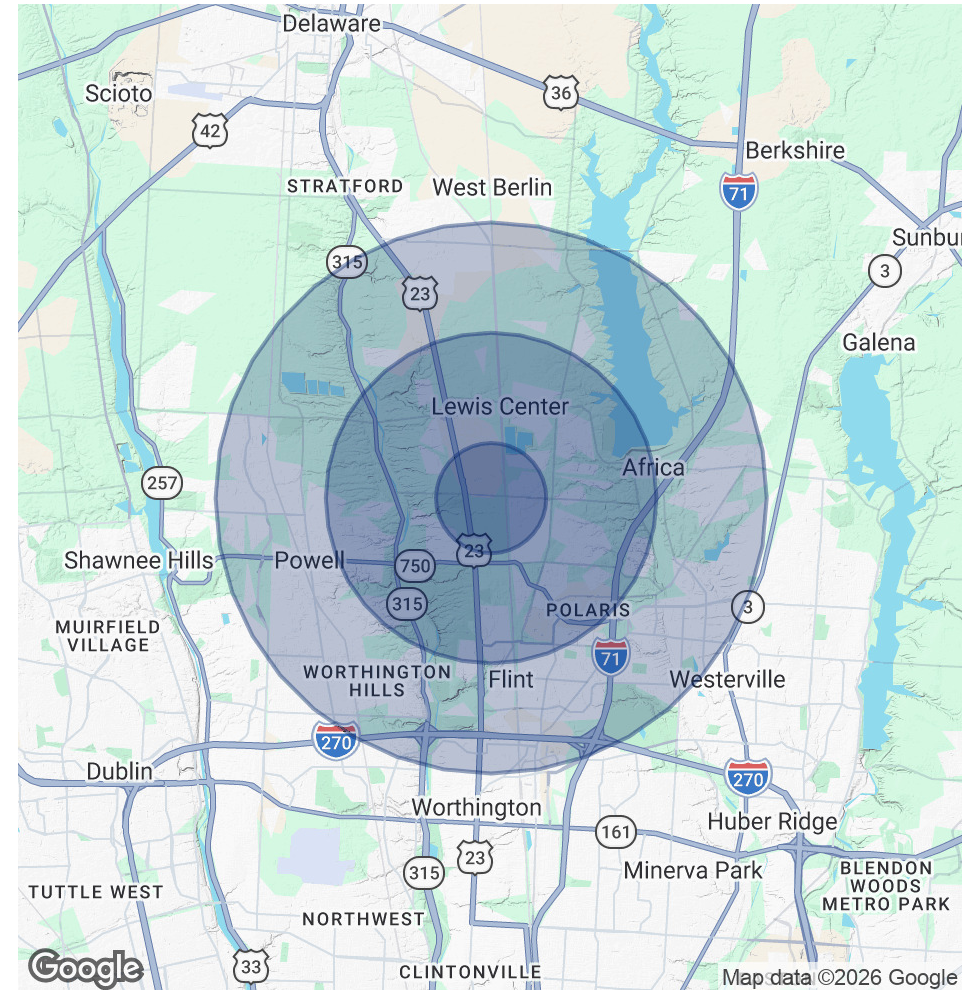 Delaware
36
Scioto
42
Berkshire
STRATFORD
West Berlin
71
Sunbur
315
3
23
Galena
Lewis Center
Africa
257
23
Shawnee Hills
Powell
750
315
POLARIS
3
MUIRFIELD
VILLAGE
71
WORTHINGTON
HILLS
Flint
Westerville
270
Dublin
270
Worthington
Huber Ridge
161
23
315
Minerva Park
BLENDON
WOODS
METRO PARK
TUTTLE WEST
NORTHWEST
33
CLINTONVILLE
Google
Map data ©2026 Google